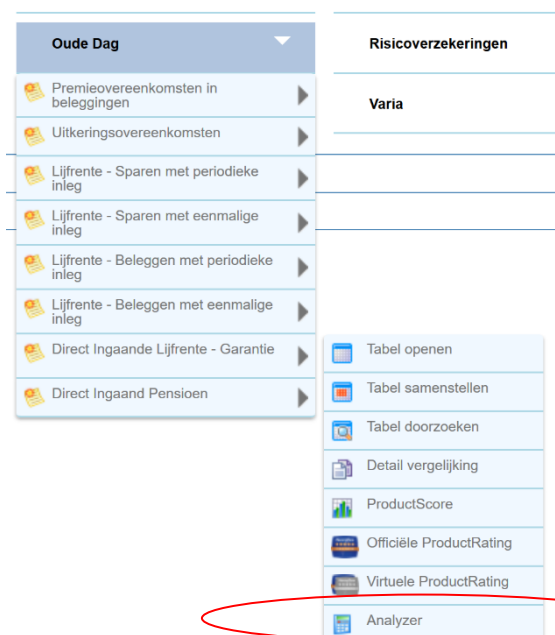 Oude Dag
Risicoverzekeringen
Varia
Premieovereenkomsten in
beleggingen
Uitkeringsovereenkomsten
Lijfrente - Sparen met periodieke
inleg
Lijfrente - Sparen met eenmalige
inleg
Lijfrente - Beleggen met periodieke
inleg
Lijfrente - Beleggen met eenmalige
inleg
Direct Ingaande Lijfrente - Garantie
Direct Ingaand Pensioen
Tabel openen
Tabel samenstellen
Tabel doorzoeken
Detail vergelijking
ProductScore
Officiële ProductRating
Virtuele ProductRating
Analyzer